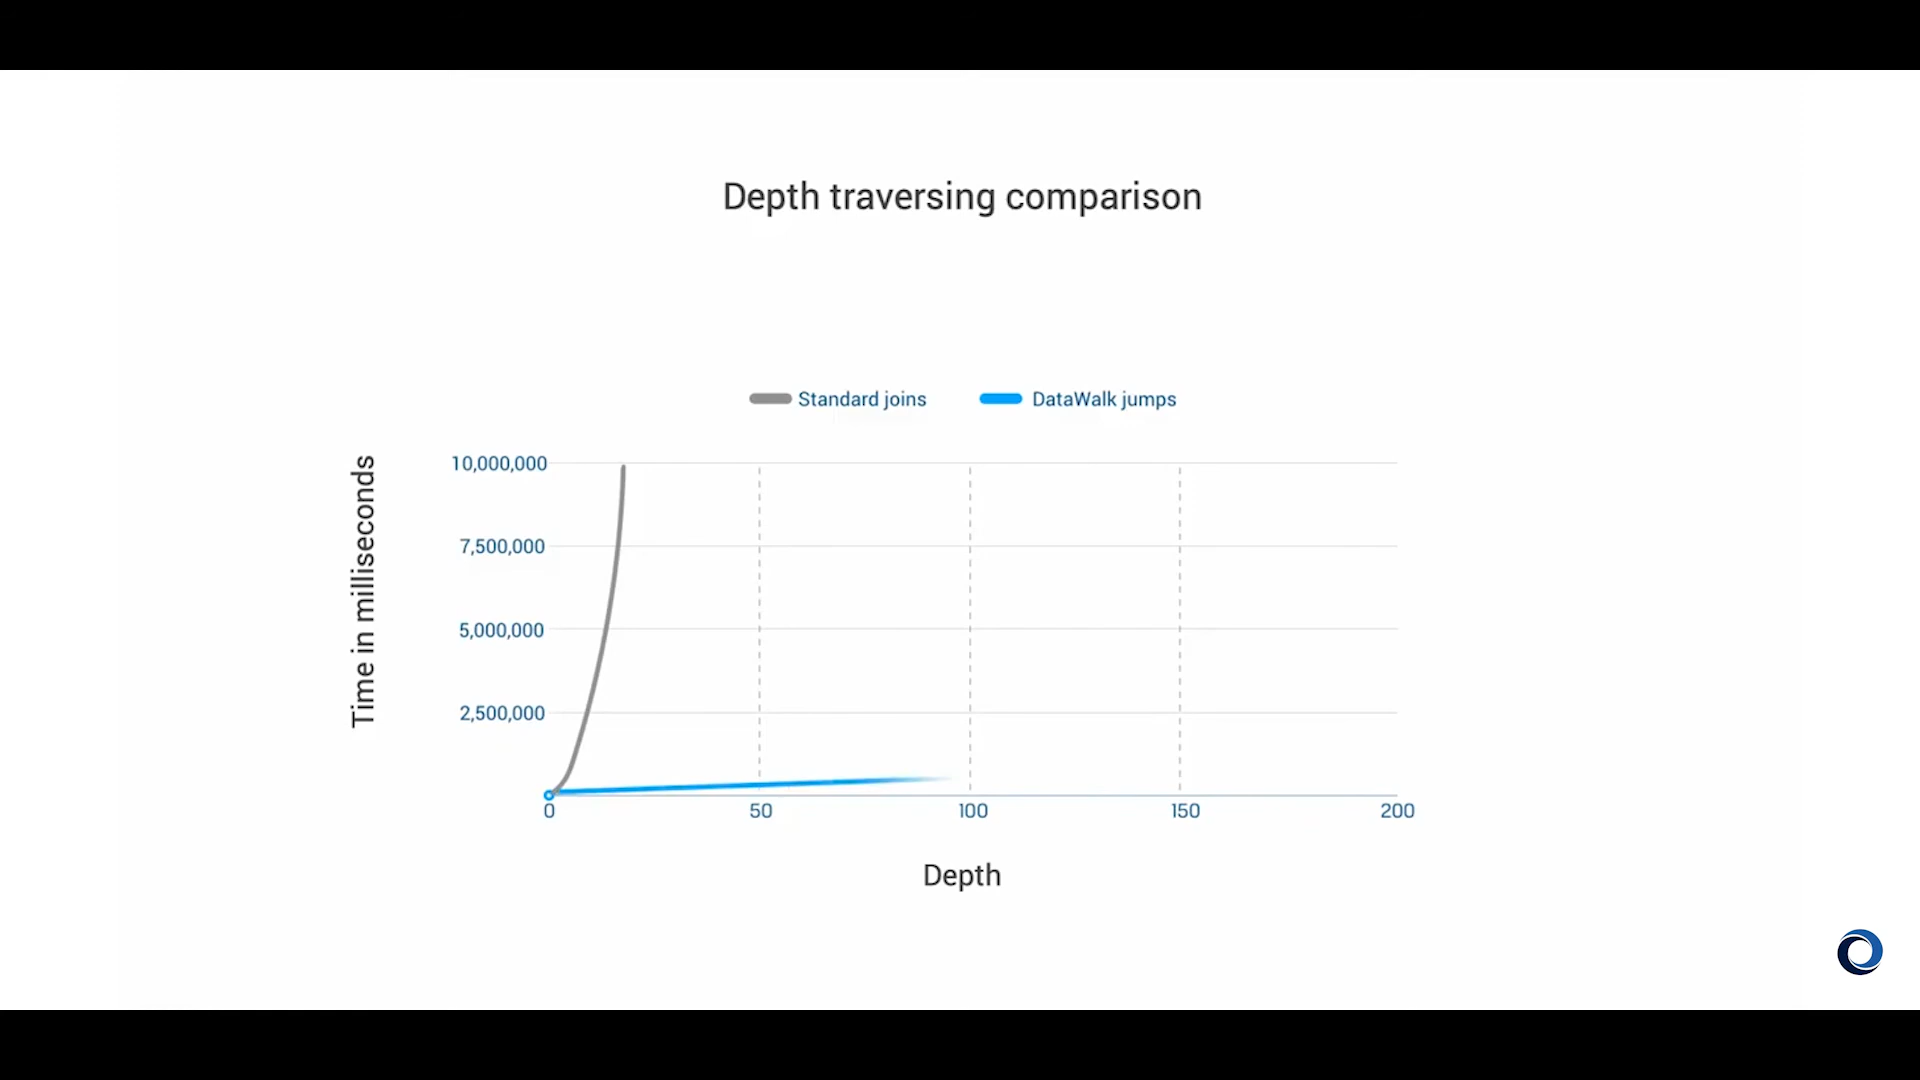 Depth traversing comparison
Standard joins
DataWalk jumps
Time in milliseconds
10,000,000
7,500,000
5,000,000
2,500,000
0
50
100
150
200
Depth